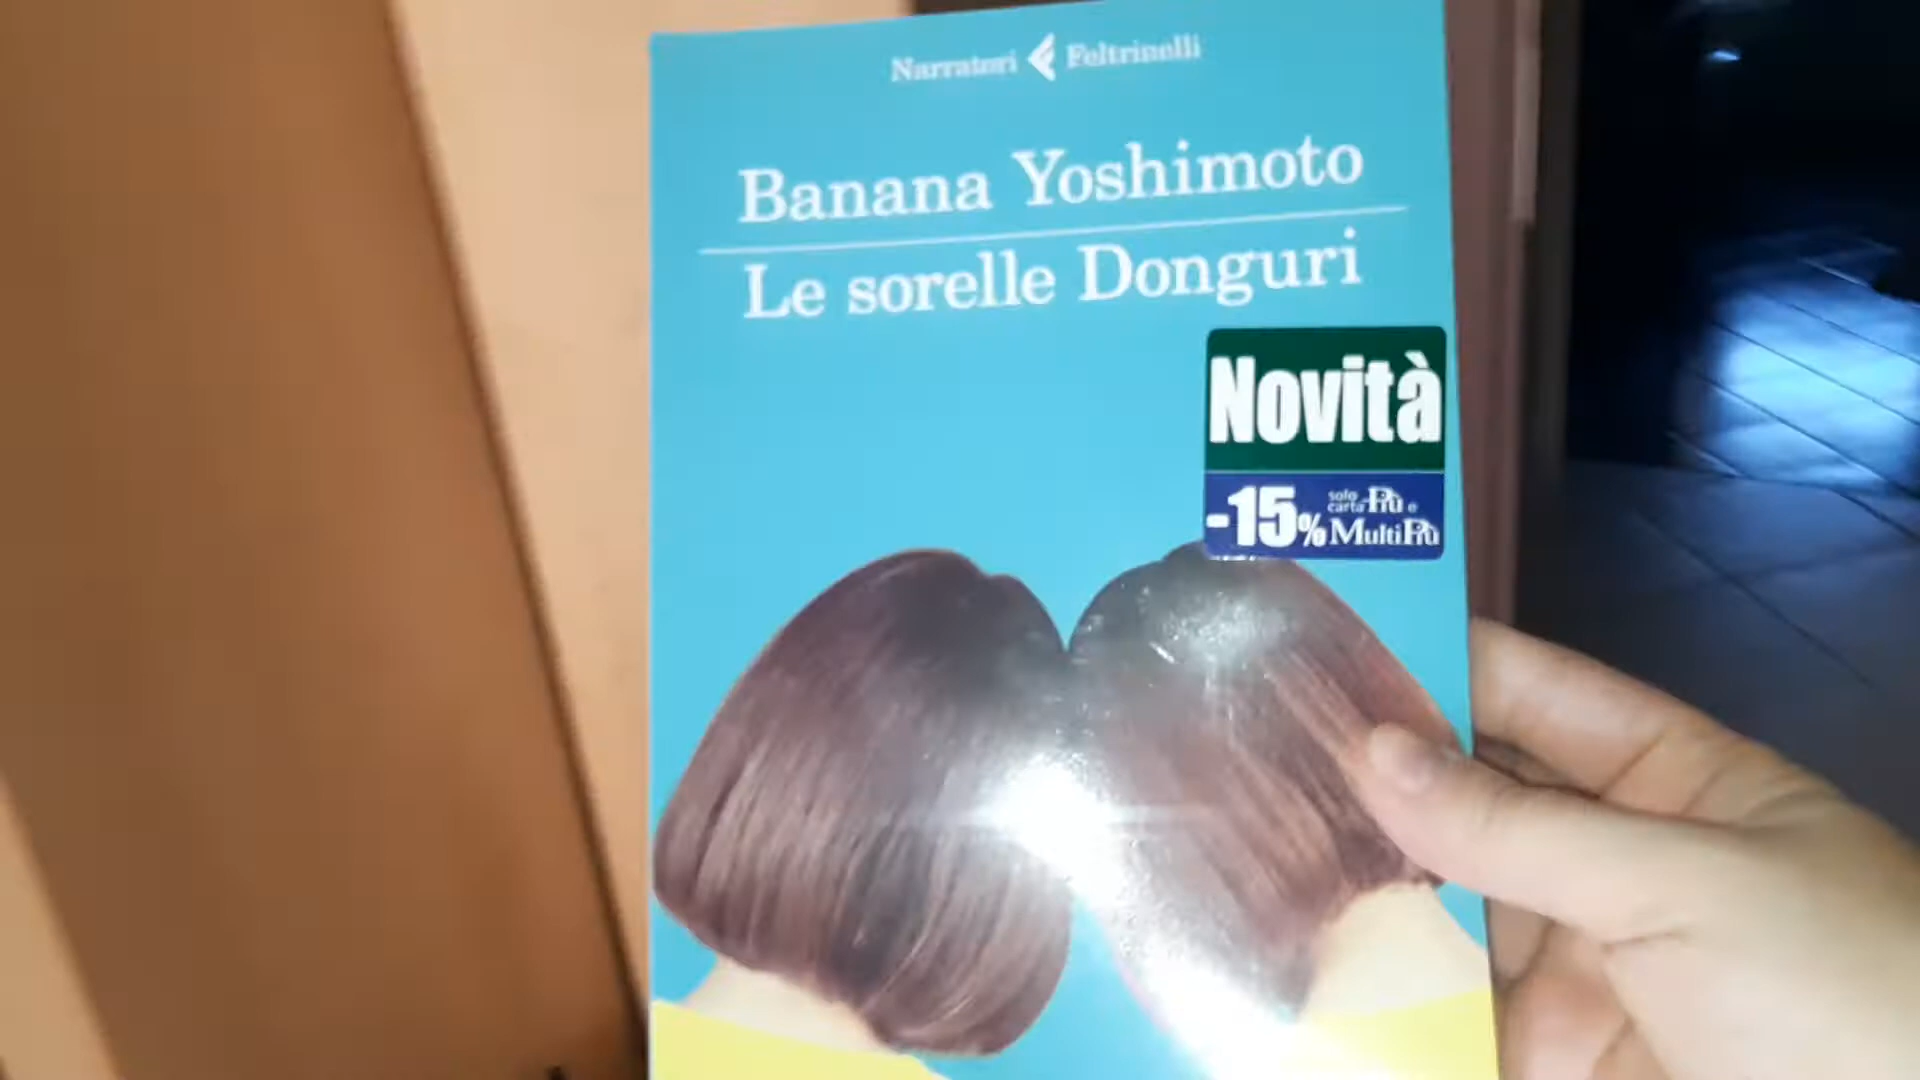 Narratori Feltrinelli
Banana Yoshimoto
Le sorelle Donguri
Novità
-15% solo carta Più e MultiPiù